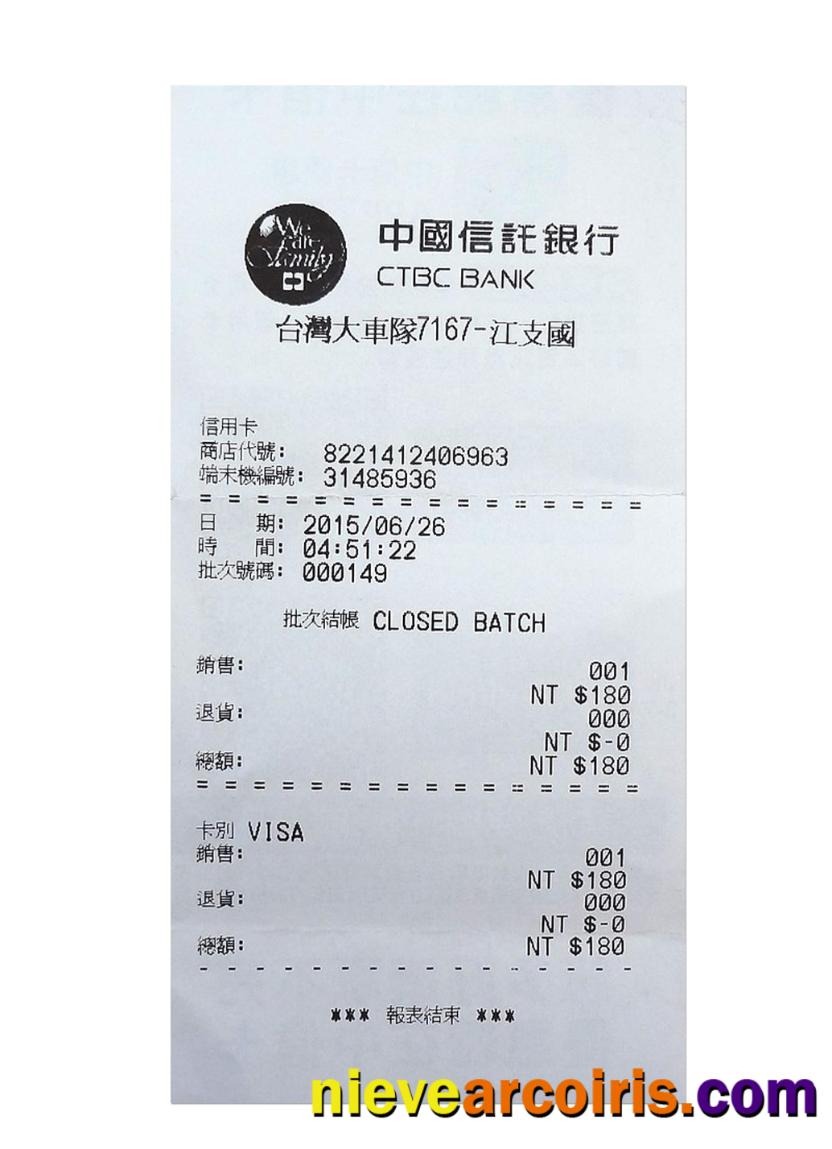 We
are
Family
中國信託銀行
CTBC BANK
台灣大車隊7167-江支國
信用卡
商店代號: 8221412406963
端末機編號: 31485936
= = = = = = = = = = = = = = = =
日 期: 2015/06/26
時 間: 04:51:22
批次號碼: 000149
批次結帳 CLOSED BATCH
銷售: 001
NT $180
退貨: 000
NT $-0
總額: NT $180
= = = = = = = = = = = = = = = =
卡別 VISA
銷售: 001
NT $180
退貨: 000
NT $-0
總額: NT $180
- - - - - - - - - - - - - - - -
*** 報表結束 ***
nievearcoiris.com